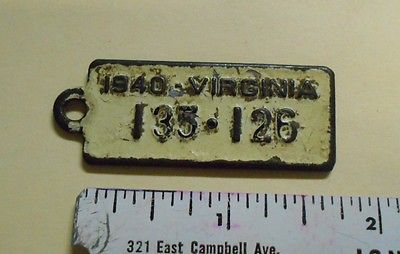 1940-VIRGINIA
135·126
1 2
321 East Campbell Ave.